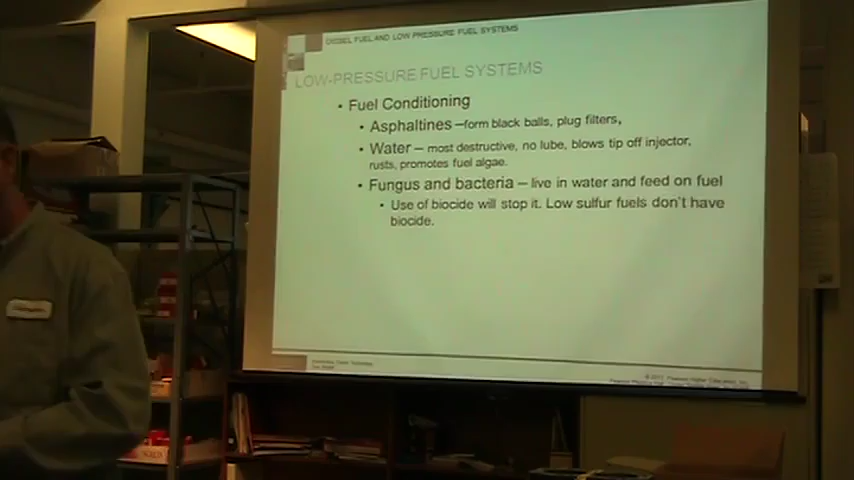 DIESEL FUEL AND LOW PRESSURE FUEL SYSTEMS
LOW-PRESSURE FUEL SYSTEMS
• Fuel Conditioning
• Asphaltines –form black balls, plug filters,
• Water – most destructive, no lube, blows tip off injector,
rusts, promotes fuel algae.
• Fungus and bacteria – live in water and feed on fuel
• Use of biocide will stop it. Low sulfur fuels don't have
biocide.